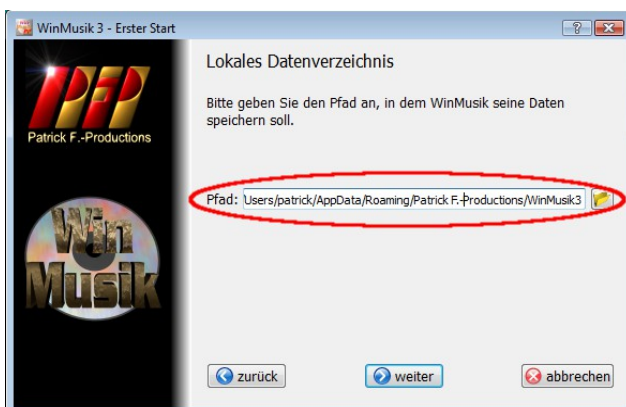 WinMusik 3 - Erster Start
PFP
Patrick F.-Productions
Win
Musik
Lokales Datenverzeichnis
Bitte geben Sie den Pfad an, in dem WinMusik seine Daten
speichern soll.
Pfad: Users/patrick/AppData/Roaming/Patrick F.-Productions/WinMusik3
zurück weiter abbrechen